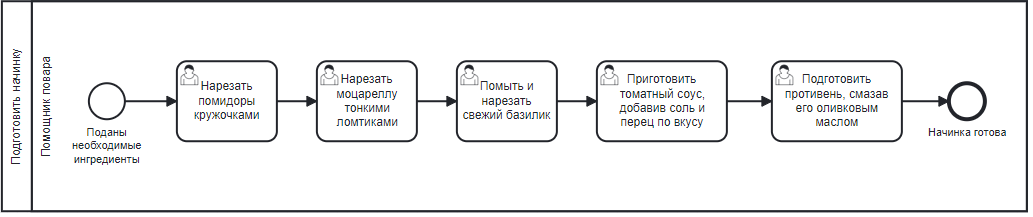 Подготовить начинку
Помощник повара
Поданы
необходимые
ингредиенты
Нарезать
помидоры
кружочками
Нарезать
моцареллу
тонкими
ломтиками
Помыть и
нарезать
свежий базилик
Приготовить
томатный соус,
добавив соль и
перец по вкусу
Подготовить
противень, смазав
его оливковым
маслом
Начинка готова